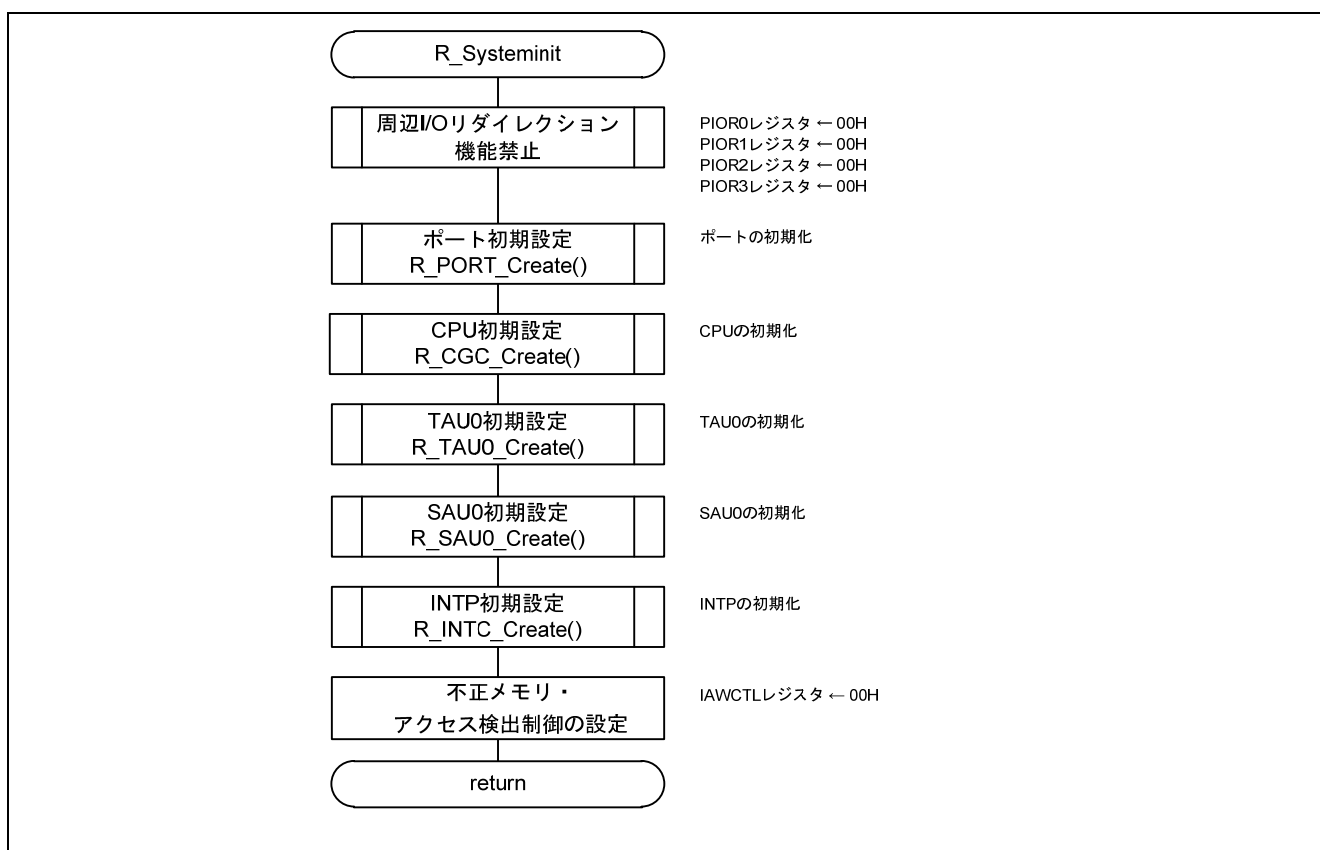 R_Systeminit
周辺I/Oリダイレクション
機能禁止
PIOR0レジスタ ← 00H
PIOR1レジスタ ← 00H
PIOR2レジスタ ← 00H
PIOR3レジスタ ← 00H
ポート初期設定
R_PORT_Create()
ポートの初期化
CPU初期設定
R_CGC_Create()
CPUの初期化
TAU0初期設定
R_TAU0_Create()
TAU0の初期化
SAU0初期設定
R_SAU0_Create()
SAU0の初期化
INTP初期設定
R_INTC_Create()
INTPの初期化
不正メモリ・
アクセス検出制御の設定
IAWCTLレジスタ ← 00H
return